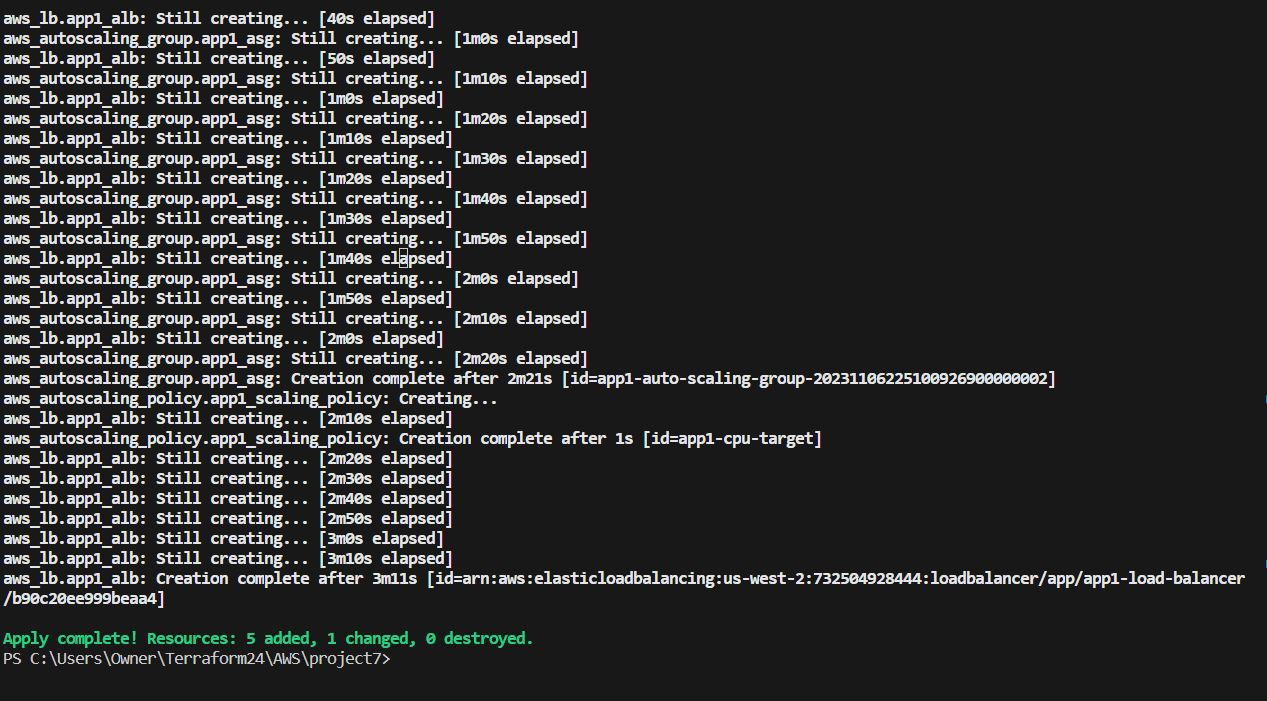 aws_lb.app1_alb: Still creating... [40s elapsed]
aws_autoscaling_group.app1_asg: Still creating... [1m0s elapsed]
aws_lb.app1_alb: Still creating... [50s elapsed]
aws_autoscaling_group.app1_asg: Still creating... [1m10s elapsed]
aws_lb.app1_alb: Still creating... [1m0s elapsed]
aws_autoscaling_group.app1_asg: Still creating... [1m20s elapsed]
aws_lb.app1_alb: Still creating... [1m10s elapsed]
aws_autoscaling_group.app1_asg: Still creating... [1m30s elapsed]
aws_lb.app1_alb: Still creating... [1m20s elapsed]
aws_autoscaling_group.app1_asg: Still creating... [1m40s elapsed]
aws_lb.app1_alb: Still creating... [1m30s elapsed]
aws_autoscaling_group.app1_asg: Still creating... [1m50s elapsed]
aws_lb.app1_alb: Still creating... [1m40s elapsed]
aws_autoscaling_group.app1_asg: Still creating... [2m0s elapsed]
aws_lb.app1_alb: Still creating... [1m50s elapsed]
aws_autoscaling_group.app1_asg: Still creating... [2m10s elapsed]
aws_lb.app1_alb: Still creating... [2m0s elapsed]
aws_autoscaling_group.app1_asg: Still creating... [2m20s elapsed]
aws_autoscaling_group.app1_asg: Creation complete after 2m21s [id=app1-auto-scaling-group-20231106225100926900000002]
aws_autoscaling_policy.app1_scaling_policy: Creating...
aws_lb.app1_alb: Still creating... [2m10s elapsed]
aws_autoscaling_policy.app1_scaling_policy: Creation complete after 1s [id=app1-cpu-target]
aws_lb.app1_alb: Still creating... [2m20s elapsed]
aws_lb.app1_alb: Still creating... [2m30s elapsed]
aws_lb.app1_alb: Still creating... [2m40s elapsed]
aws_lb.app1_alb: Still creating... [2m50s elapsed]
aws_lb.app1_alb: Still creating... [3m0s elapsed]
aws_lb.app1_alb: Still creating... [3m10s elapsed]
aws_lb.app1_alb: Creation complete after 3m11s [id=arn:aws:elasticloadbalancing:us-west-2:732504928444:loadbalancer/app/app1-load-balancer
/b90c20ee999beaa4]
Apply complete! Resources: 5 added, 1 changed, 0 destroyed.
PS C:\Users\Owner\Terraform24\AWS\project7>